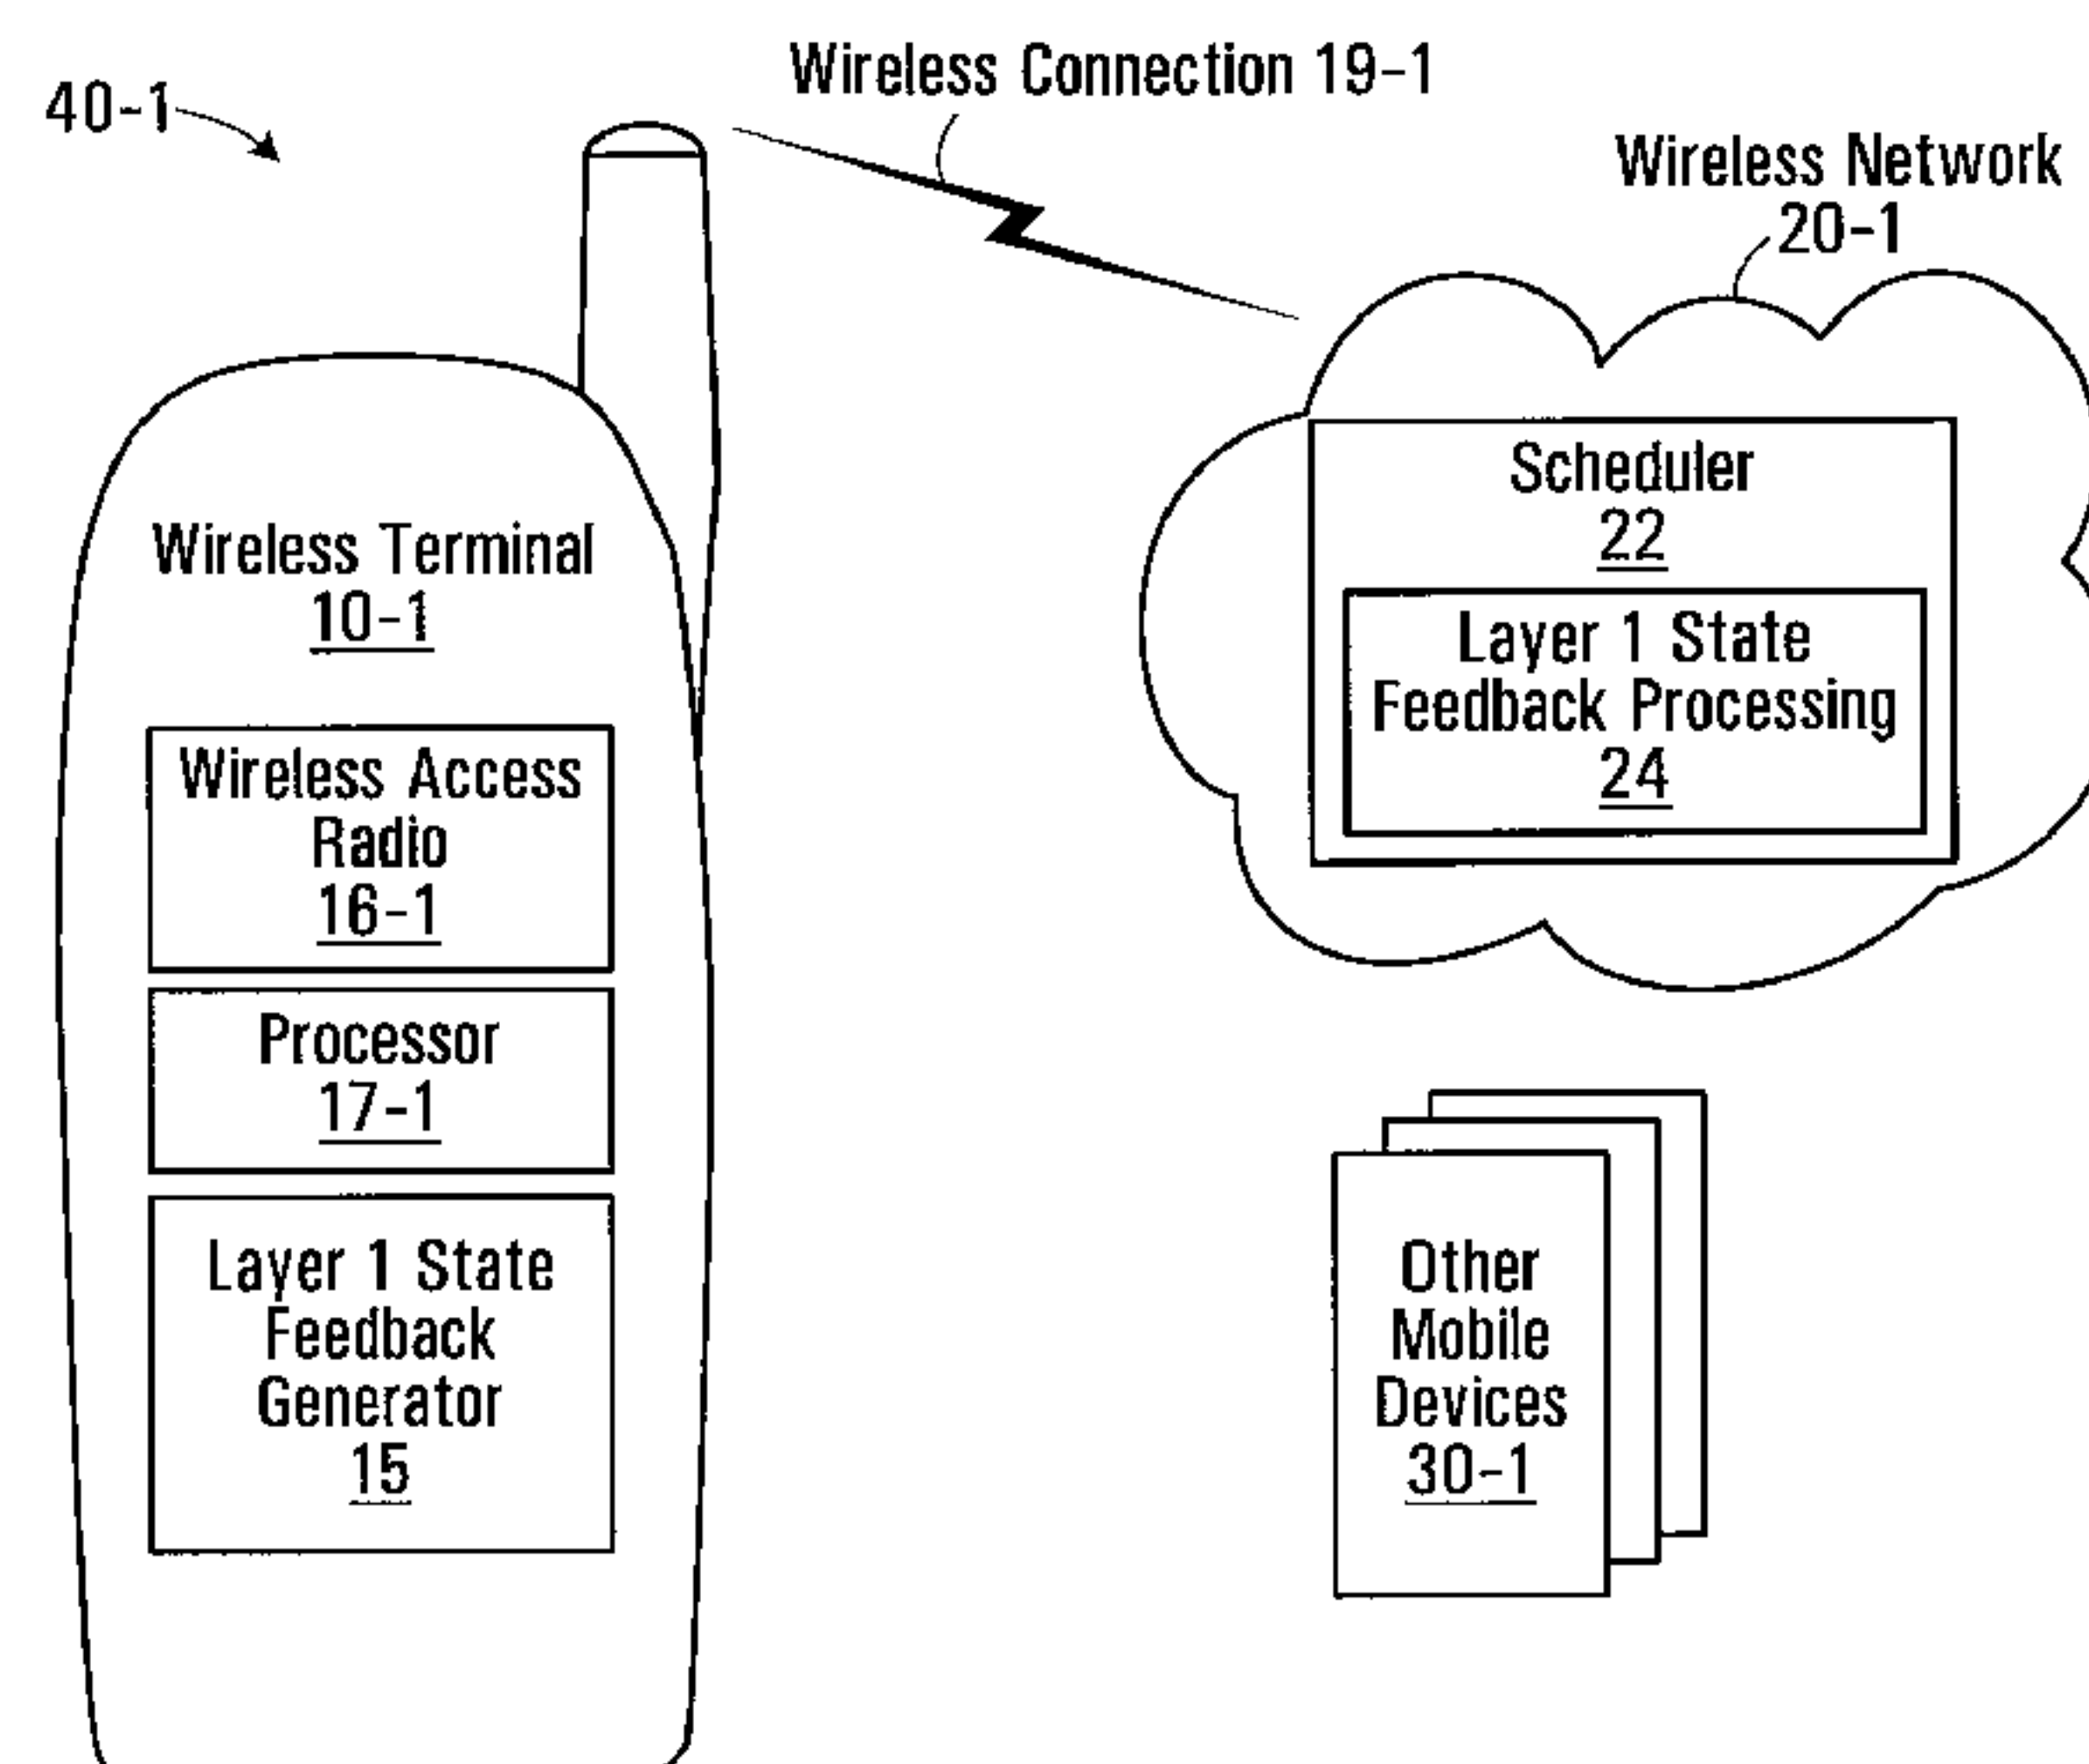 Wireless Connection 19-1
40-1
Wireless Network
20-1
Wireless Terminal
10-1
Wireless Access
Radio
16-1
Processor
17-1
Layer 1 State
Feedback
Generator
15
Scheduler
22
Layer 1 State
Feedback Processing
24
Other
Mobile
Devices
30-1